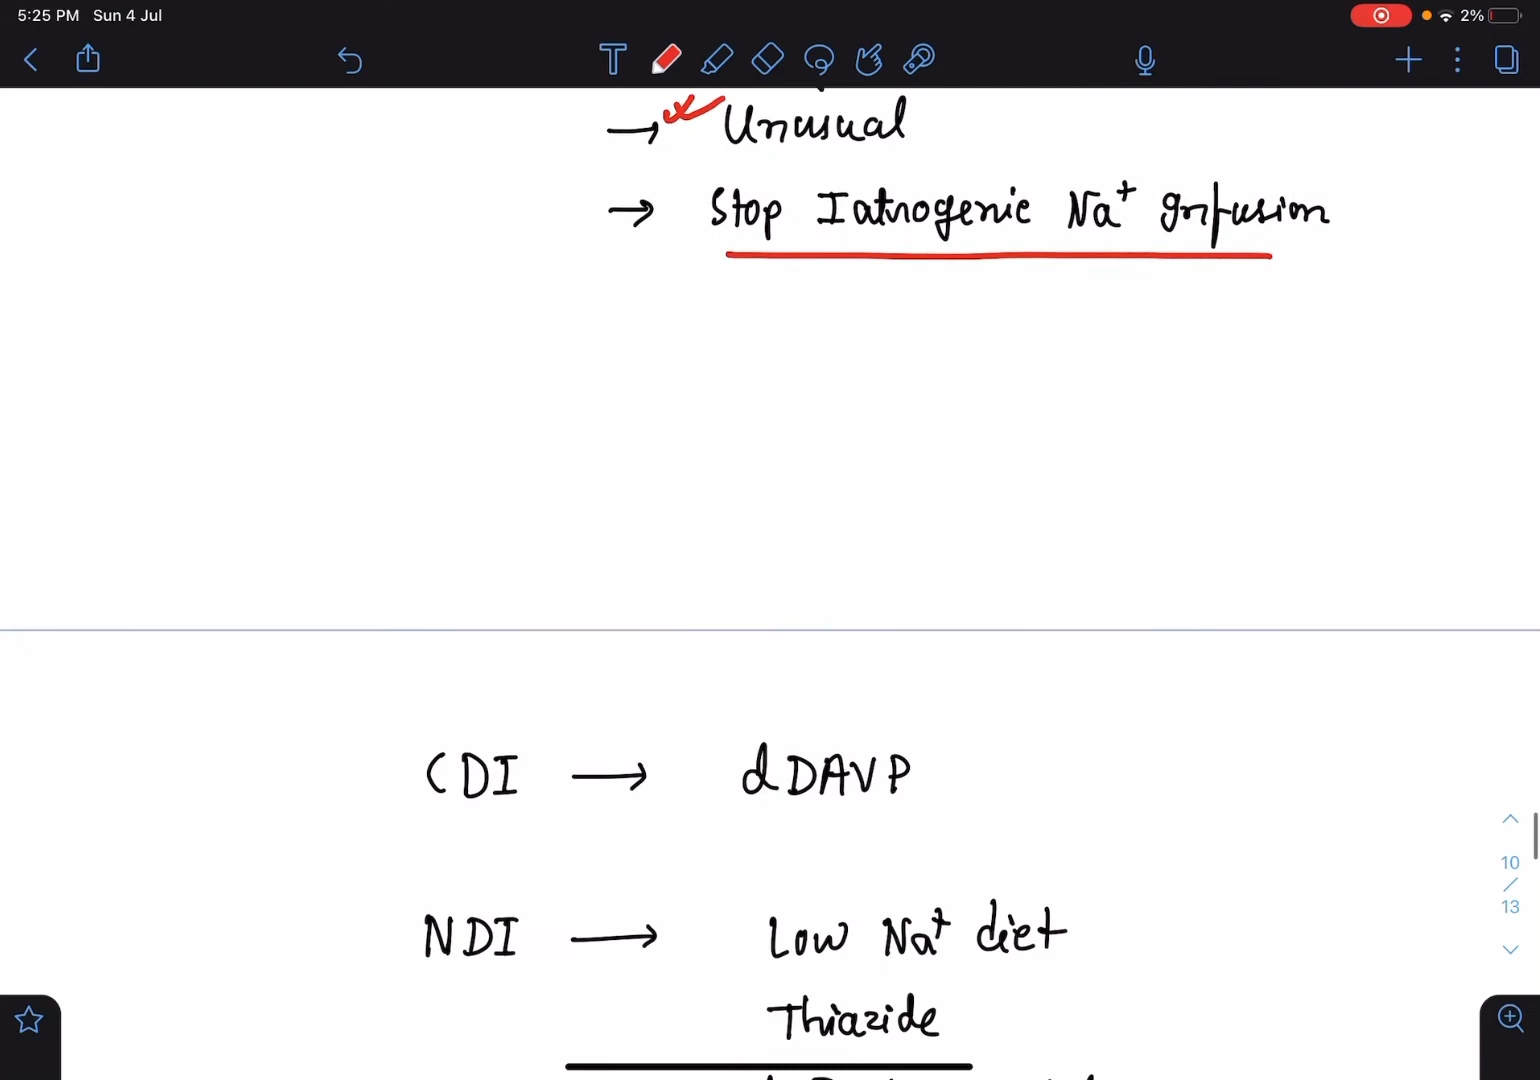 5:25 PM Sun 4 Jul 2%
→ Unusual
→ Stop Iatrogenic Na⁺ Infusion
CDI → dDAVP
NDI → Low Na⁺ diet
Thiazide
10
/
13